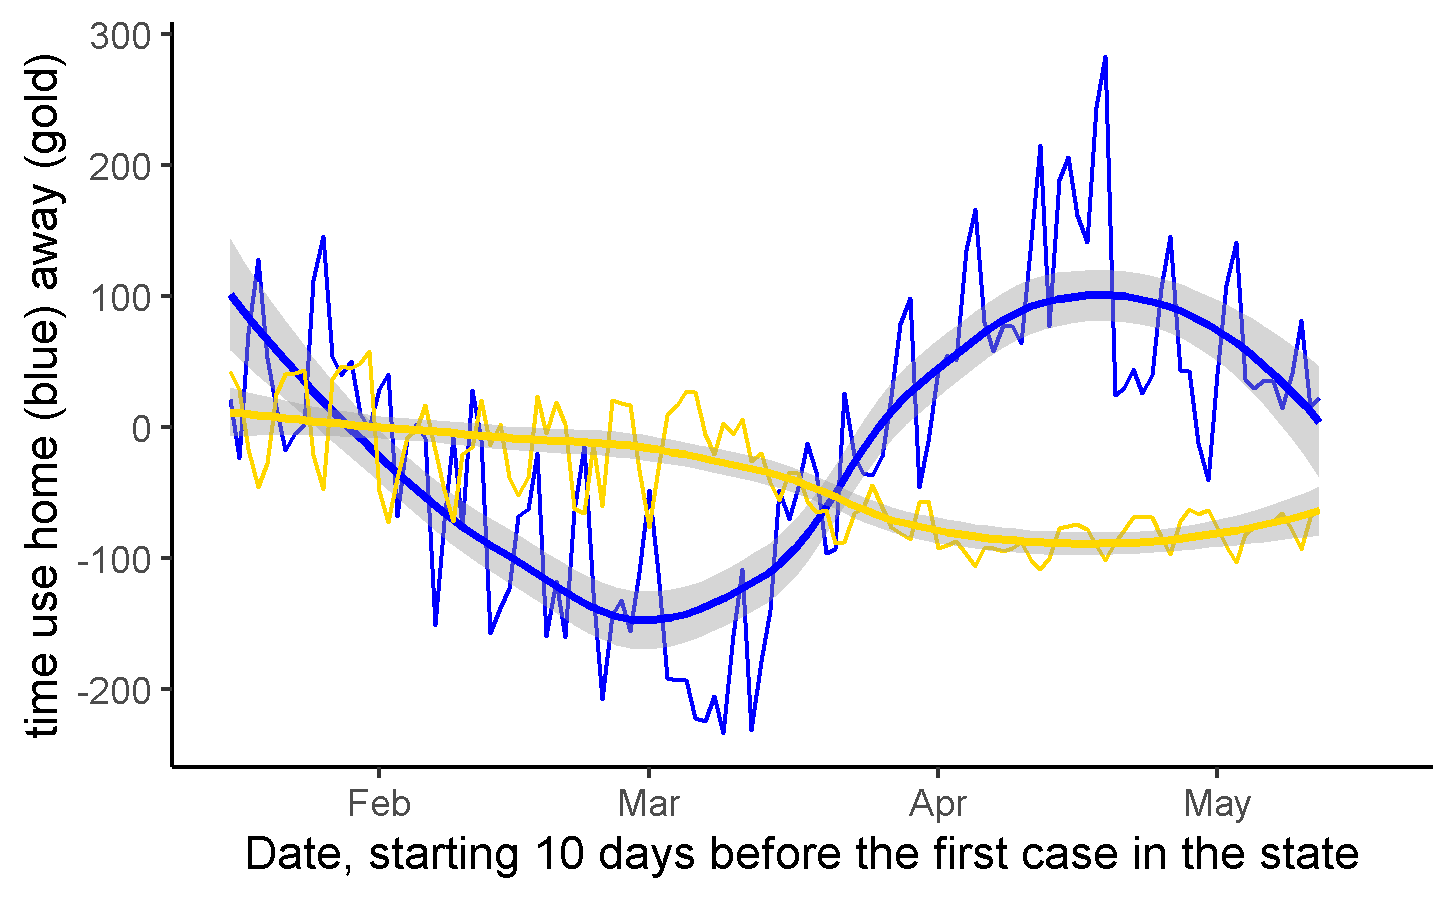 time use home (blue) away (gold)
300
200
100
0
-100
-200
Feb Mar Apr May
Date, starting 10 days before the first case in the state